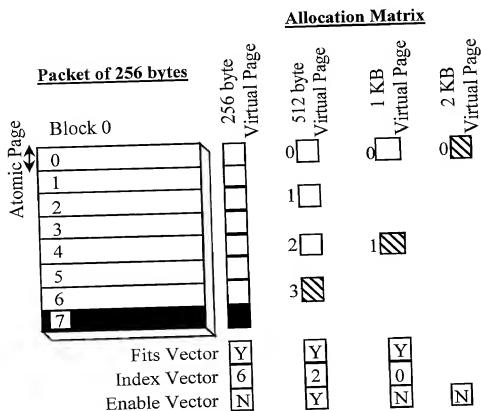 Allocation Matrix
Packet of 256 bytes
256 byte
Virtual Page
512 byte
Virtual Page
1 KB
Virtual Page
2 KB
Virtual Page
Block 0
Atomic Page
0
1
2
3
4
5
6
7
0
1
2
3
0
1
0
Fits Vector Y Y Y
Index Vector 6 2 0
Enable Vector N Y N N